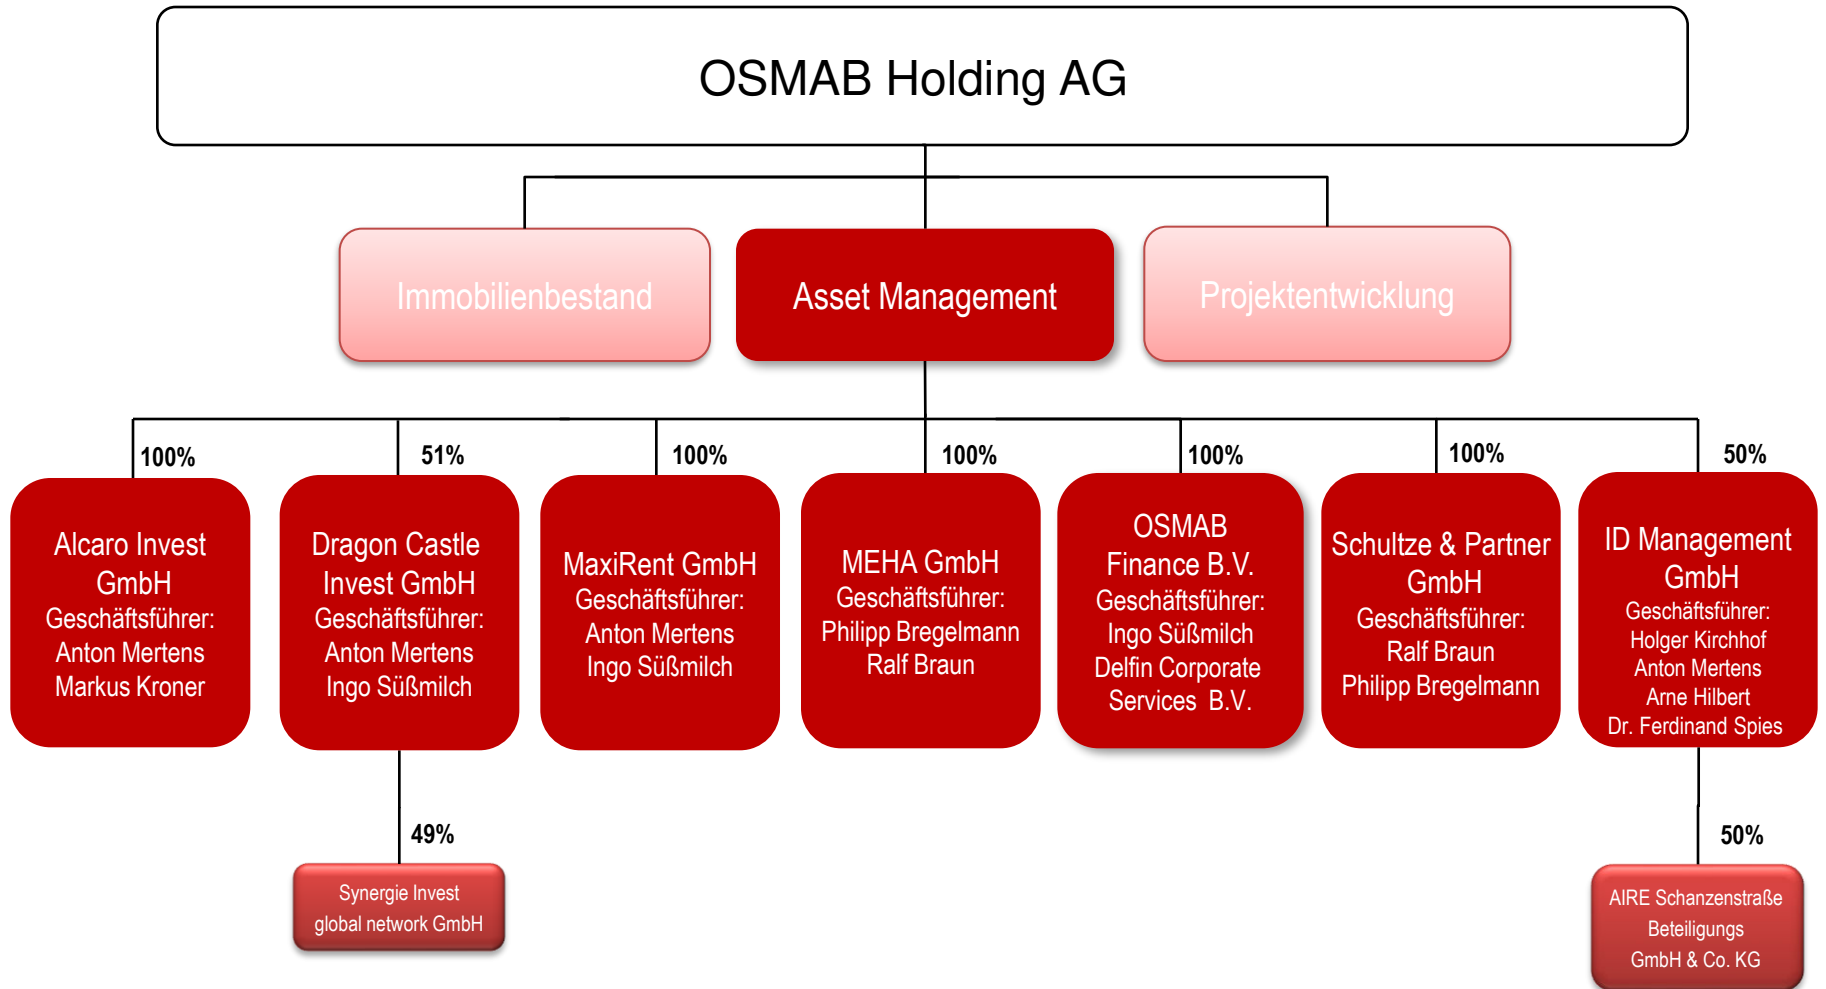 OSMAB Holding AG
Immobilienbestand
Asset Management
Projektentwicklung
100%
51%
100%
100%
100%
100%
50%
Alcaro Invest
GmbH
Geschäftsführer:
Anton Mertens
Markus Kroner
Dragon Castle
Invest GmbH
Geschäftsführer:
Anton Mertens
Ingo Süßmilch
MaxiRent GmbH
Geschäftsführer:
Anton Mertens
Ingo Süßmilch
MEHA GmbH
Geschäftsführer:
Philipp Bregelmann
Ralf Braun
OSMAB
Finance B.V.
Geschäftsführer:
Ingo Süßmilch
Delfin Corporate
Services B.V.
Schultze & Partner
GmbH
Geschäftsführer:
Ralf Braun
Philipp Bregelmann
ID Management
GmbH
Geschäftsführer:
Holger Kirchhof
Anton Mertens
Arne Hilbert
Dr. Ferdinand Spies
49%
50%
Synergie Invest
global network GmbH
AIRE Schanzenstraße
Beteiligungs
GmbH & Co. KG